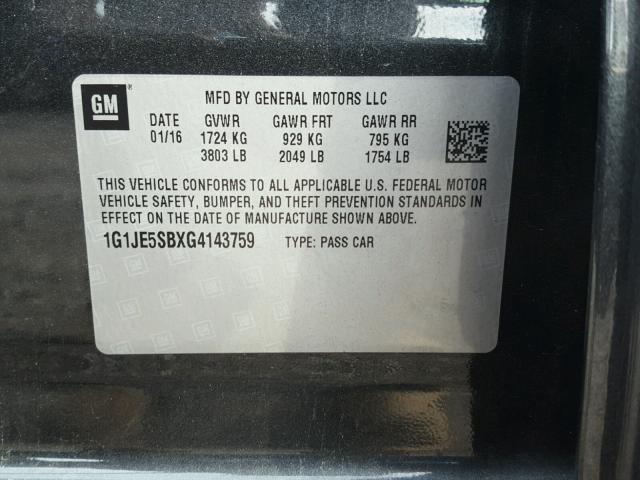 GM ®
MFD BY GENERAL MOTORS LLC
DATE GVWR GAWR FRT GAWR RR
01/16 1724 KG 929 KG 795 KG
3803 LB 2049 LB 1754 LB
THIS VEHICLE CONFORMS TO ALL APPLICABLE U.S. FEDERAL MOTOR
VEHICLE SAFETY, BUMPER, AND THEFT PREVENTION STANDARDS IN
EFFECT ON THE DATE OF MANUFACTURE SHOWN ABOVE.
1G1JE5SBXG4143759 TYPE: PASS CAR